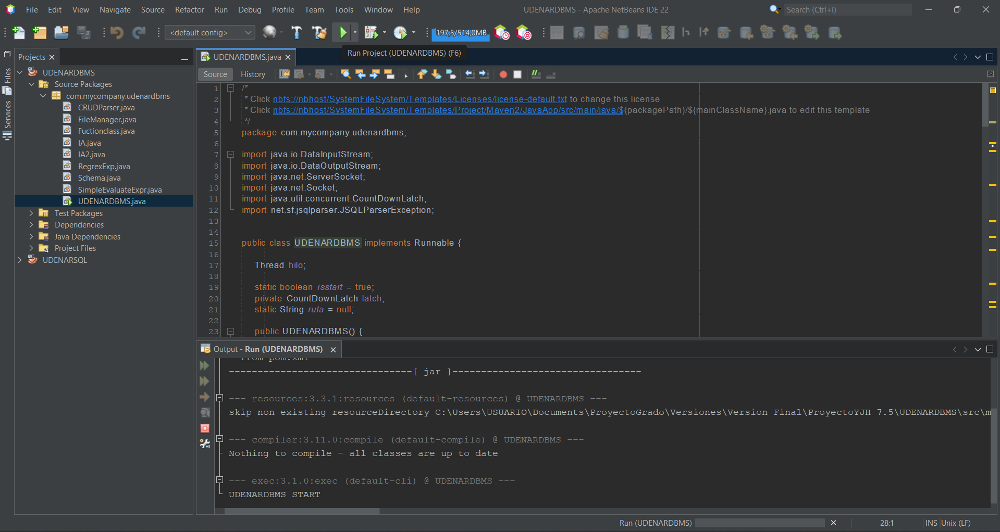 File Edit View Navigate Source Refactor Run Debug Profile Team Tools Window Help
UDENARDBMS - Apache NetBeans IDE 22
Search (Ctrl+I)
<default config>
197,5/514,0MB
Run Project (UDENARDBMS) (F6)
Files
Services
Projects
UDENARDBMS
Source Packages
com.mycompany.udenardbms
CRUDParser.java
FileManager.java
Fuctionclass.java
IA.java
IA2.java
RegrexExp.java
Schema.java
SimpleEvaluateExpr.java
UDENARDBMS.java
Test Packages
Dependencies
Java Dependencies
Project Files
UDENARSQL
UDENARDBMS.java
Source History
1 /*
2 * Click nbfs://nbhost/SystemFileSystem/Templates/Licenses/license-default.txt to change this license
3 * Click nbfs://nbhost/SystemFileSystem/Templates/Project/Maven2/JavaApp/src/main/java/${packagePath}/${mainClassName}.java to edit this template
4 */
5 package com.mycompany.udenardbms;
6
7 import java.io.DataInputStream;
8 import java.io.DataOutputStream;
9 import java.net.ServerSocket;
10 import java.net.Socket;
11 import java.util.concurrent.CountDownLatch;
12 import net.sf.jsqlparser.JSQLParserException;
13
14
15 public class UDENARDBMS implements Runnable {
16
17 Thread hilo;
18
19 static boolean isstart = true;
20 private CountDownLatch latch;
21 static String ruta = null;
22
23 public UDENARDBMS() {
Output - Run (UDENARDBMS)
from pom.xml
--------------------------------[ jar ]---------------------------------
--- resources:3.3.1:resources (default-resources) @ UDENARDBMS ---
skip non existing resourceDirectory C:\Users\USUARIO\Documents\ProyectoGrado\Versiones\Version Final\ProyectoYJH 7.5\UDENARDBMS\src\m
--- compiler:3.11.0:compile (default-compile) @ UDENARDBMS ---
Nothing to compile - all classes are up to date
--- exec:3.1.0:exec (default-cli) @ UDENARDBMS ---
UDENARDBMS START
Run (UDENARDBMS)
28:1
INS Unix (LF)